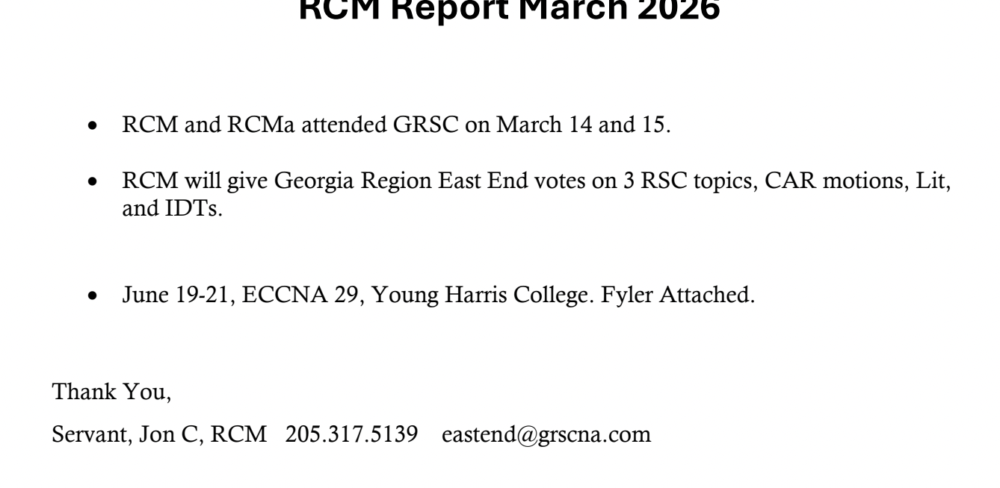 RCM Report March 2026
• RCM and RCMa attended GRSC on March 14 and 15.
• RCM will give Georgia Region East End votes on 3 RSC topics, CAR motions, Lit,
and IDTs.
• June 19-21, ECCNA 29, Young Harris College. Fyler Attached.
Thank You,
Servant, Jon C, RCM 205.317.5139 eastend@grscna.com